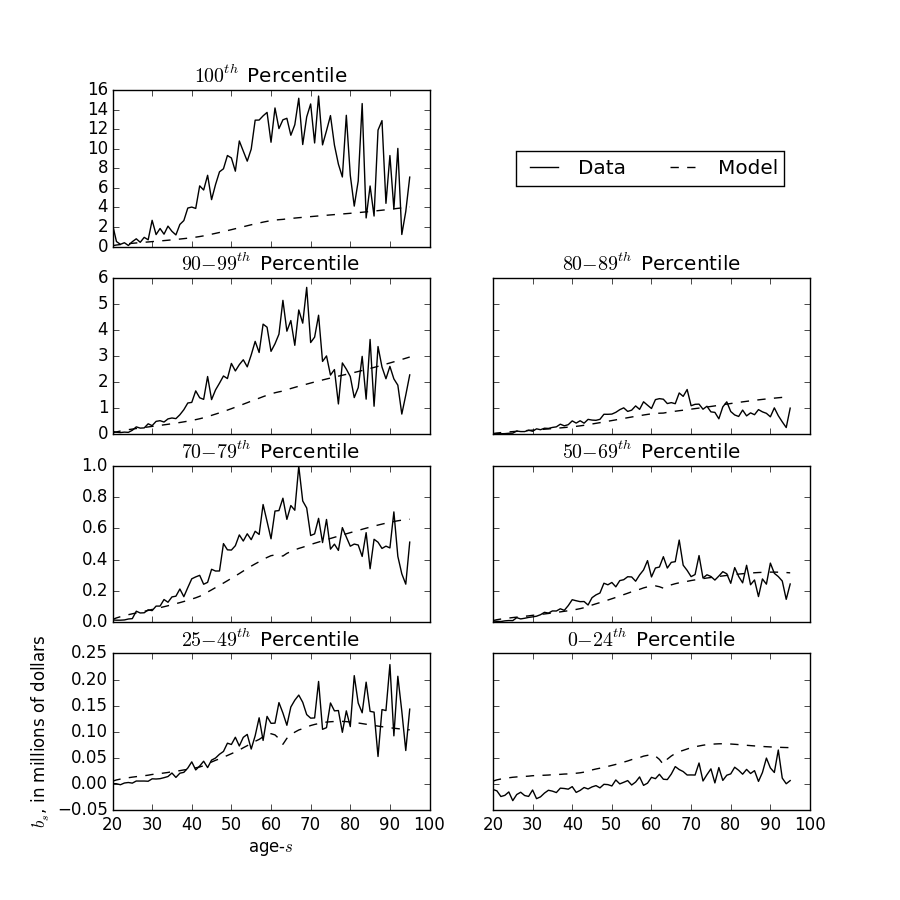 100th Percentile
16
14
12
10
8
6
4
2
0
Data Model
90−99th Percentile
6
5
4
3
2
1
0
80−89th Percentile
70−79th Percentile
1.0
0.8
0.6
0.4
0.2
0.0
50−69th Percentile
25−49th Percentile
0.25
0.20
0.15
0.10
0.05
0.00
−0.05
20 30 40 50 60 70 80 90 100
age-s
b_s, in millions of dollars
0−24th Percentile
20 30 40 50 60 70 80 90 100